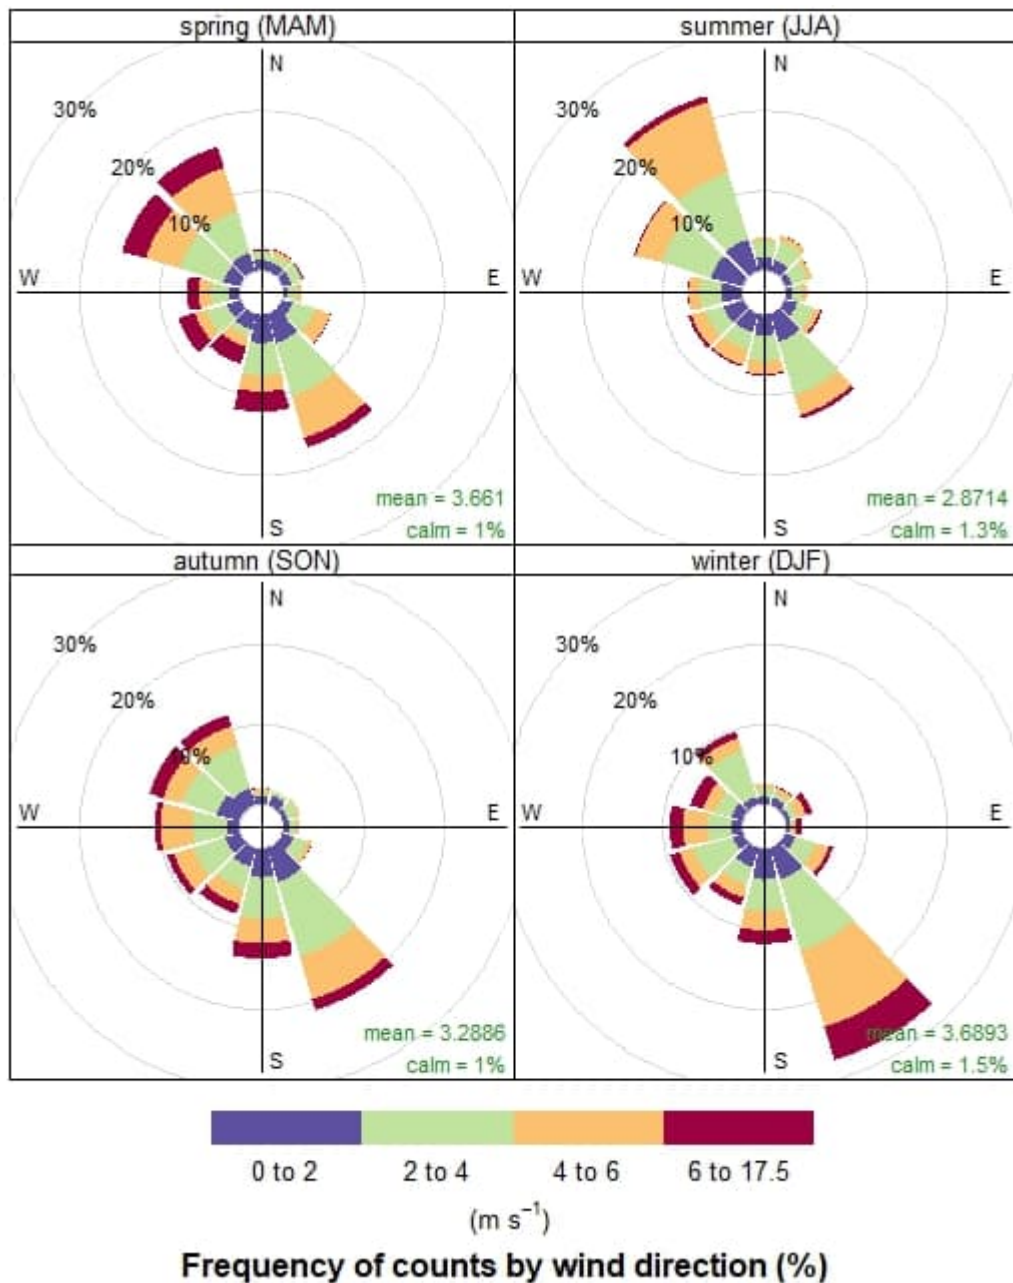 spring (MAM)
N
30%
20%
10%
W
E
S
mean = 3.661
calm = 1%
summer (JJA)
N
30%
20%
10%
W
E
S
mean = 2.8714
calm = 1.3%
autumn (SON)
N
30%
20%
10%
W
E
S
mean = 3.2886
calm = 1%
winter (DJF)
N
30%
20%
10%
W
E
S
mean = 3.6893
calm = 1.5%
0 to 2 2 to 4 4 to 6 6 to 17.5
(m s⁻¹)
Frequency of counts by wind direction (%)